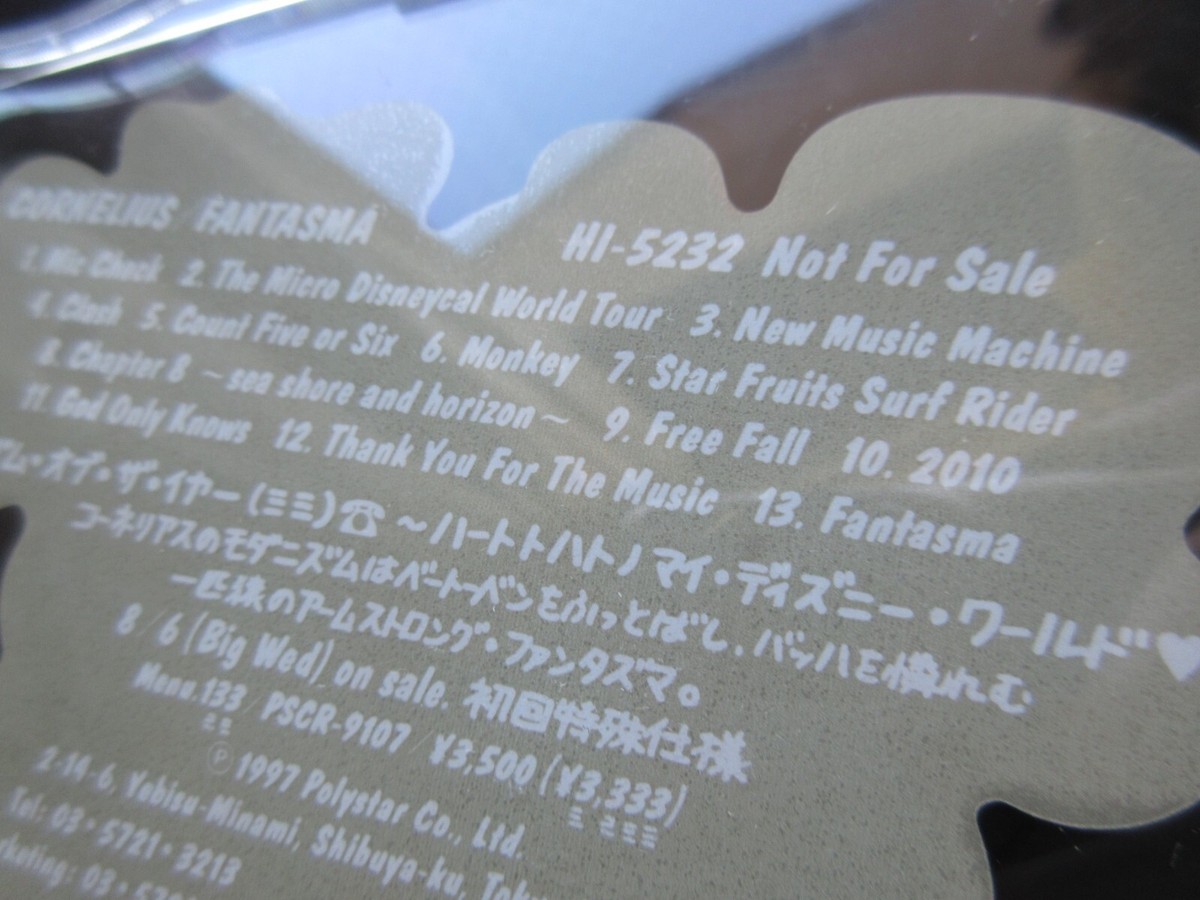 CORNELIUS FANTASMA HI-5232 Not For Sale
1. Mic Check 2. The Micro Disneycal World Tour 3. New Music Machine
4. Clash 5. Count Five or Six 6. Monkey 7. Star Fruits Surf Rider
8. Chapter 8 ~sea shore and horizon~ 9. Free Fall 10. 2010
11. God Only Knows 12. Thank You For The Music 13. Fantasma
ム・オブ・ザ・イヤー(ミミ)☎~ハートトハトノマイ・ディズニー・ワールド♥
コーネリアスのモダニズムはベートーベンをふっとばし、バッハを憐れむ
一匹狼のアームストロング・ファンタズマ。
8/6 (Big Wed) on sale. 初回特殊仕様
Menu.133/PSCR-9107/¥3,500(¥3,333)
ミミ ミ ミミミ
Ⓟ1997 Polystar Co., Ltd.
2-14-6, Yebisu-Minami, Shibuya-ku,
Tel: 03・5721・3213